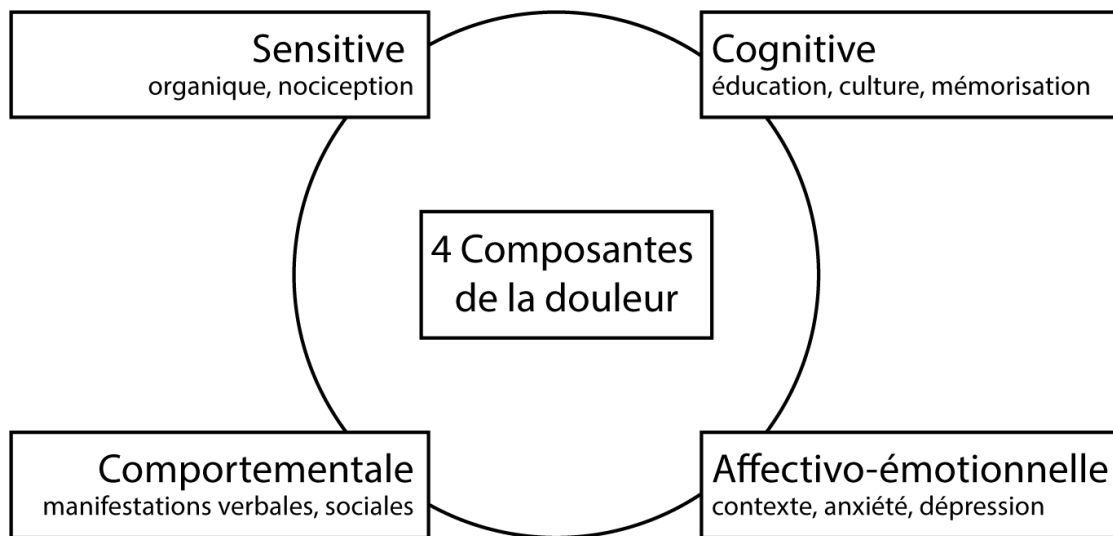 Sensitive
organique, nociception
Cognitive
éducation, culture, mémorisation
4 Composantes
de la douleur
Comportementale
manifestations verbales, sociales
Affectivo-émotionnelle
contexte, anxiété, dépression